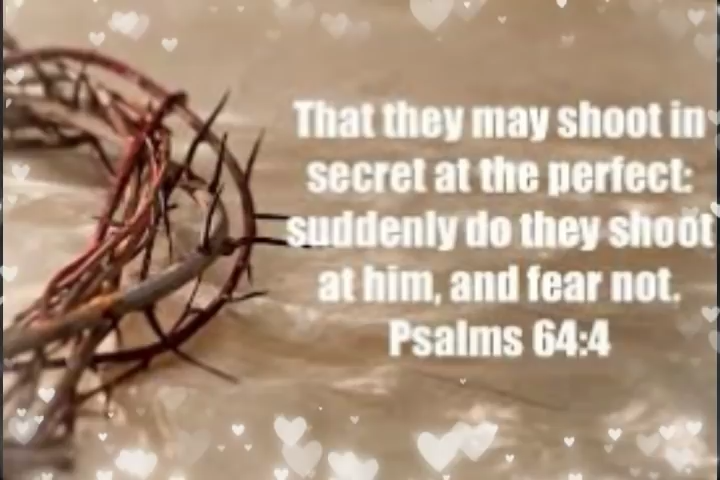 That they may shoot in
secret at the perfect:
suddenly do they shoot
at him, and fear not.
Psalms 64:4